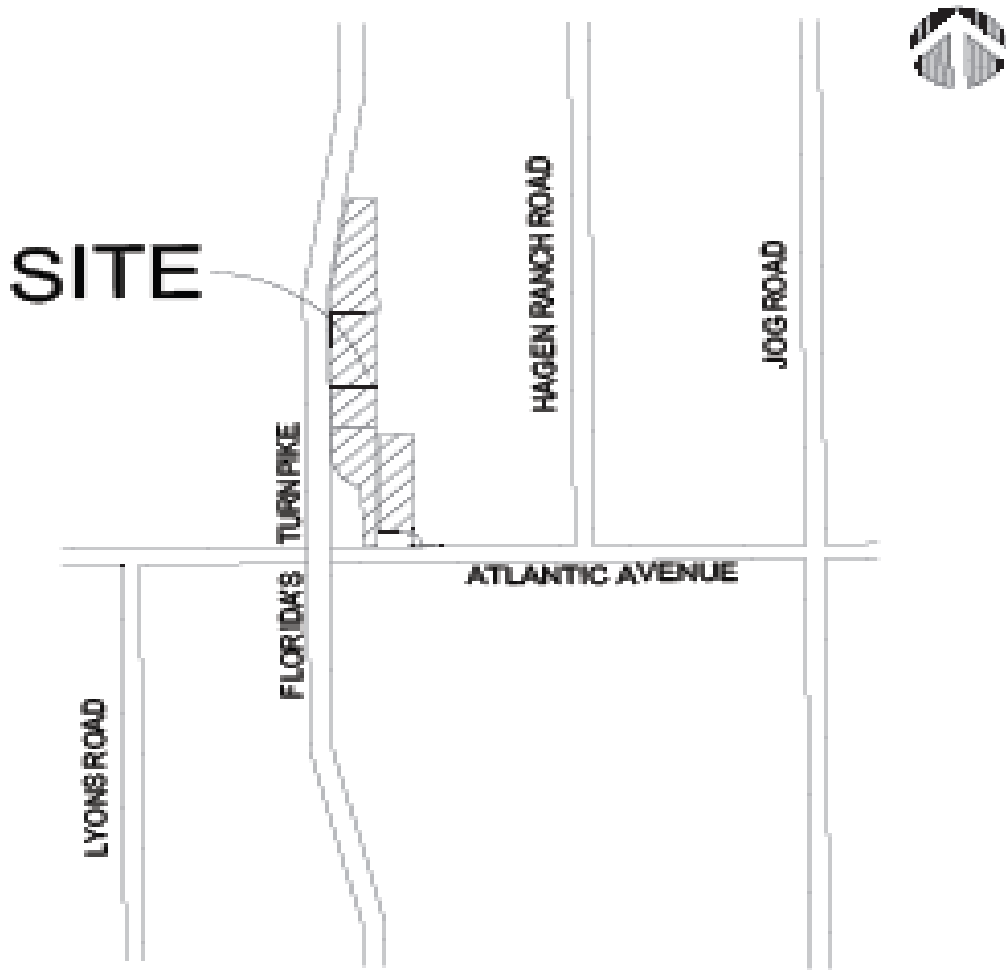 SITE
HAGEN RANCH ROAD
JOG ROAD
FLORIDA'S TURNPIKE
ATLANTIC AVENUE
LYONS ROAD